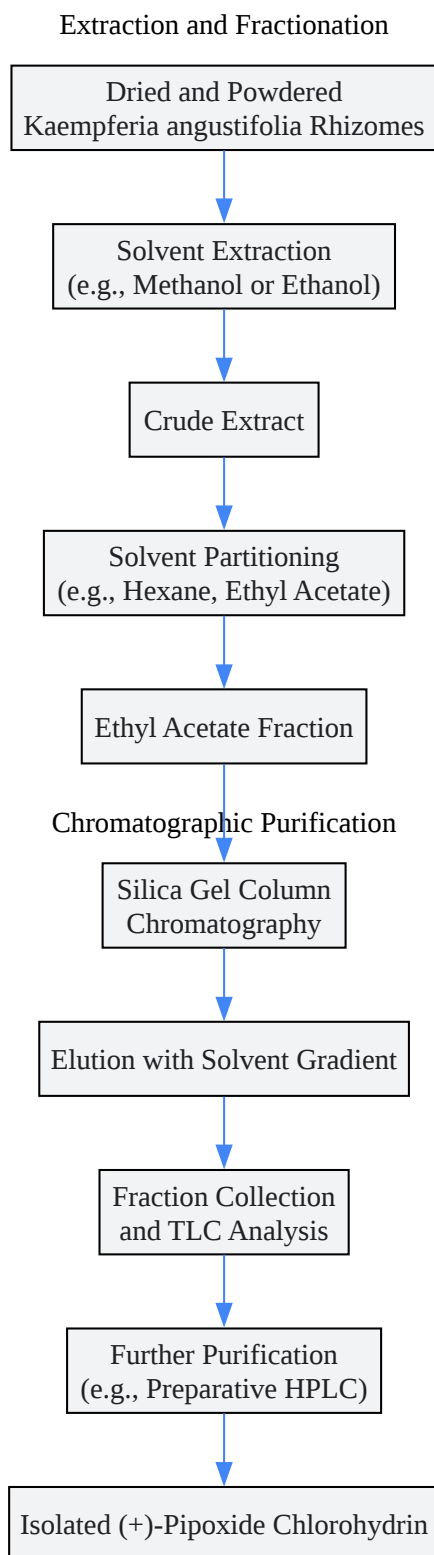 Extraction and Fractionation
Dried and Powdered
Kaempferia angustifolia Rhizomes
Solvent Extraction
(e.g., Methanol or Ethanol)
Crude Extract
Solvent Partitioning
(e.g., Hexane, Ethyl Acetate)
Ethyl Acetate Fraction
Chromatographic Purification
Silica Gel Column
Chromatography
Elution with Solvent Gradient
Fraction Collection
and TLC Analysis
Further Purification
(e.g., Preparative HPLC)
Isolated (+)-Pipoxide Chlorohydrin